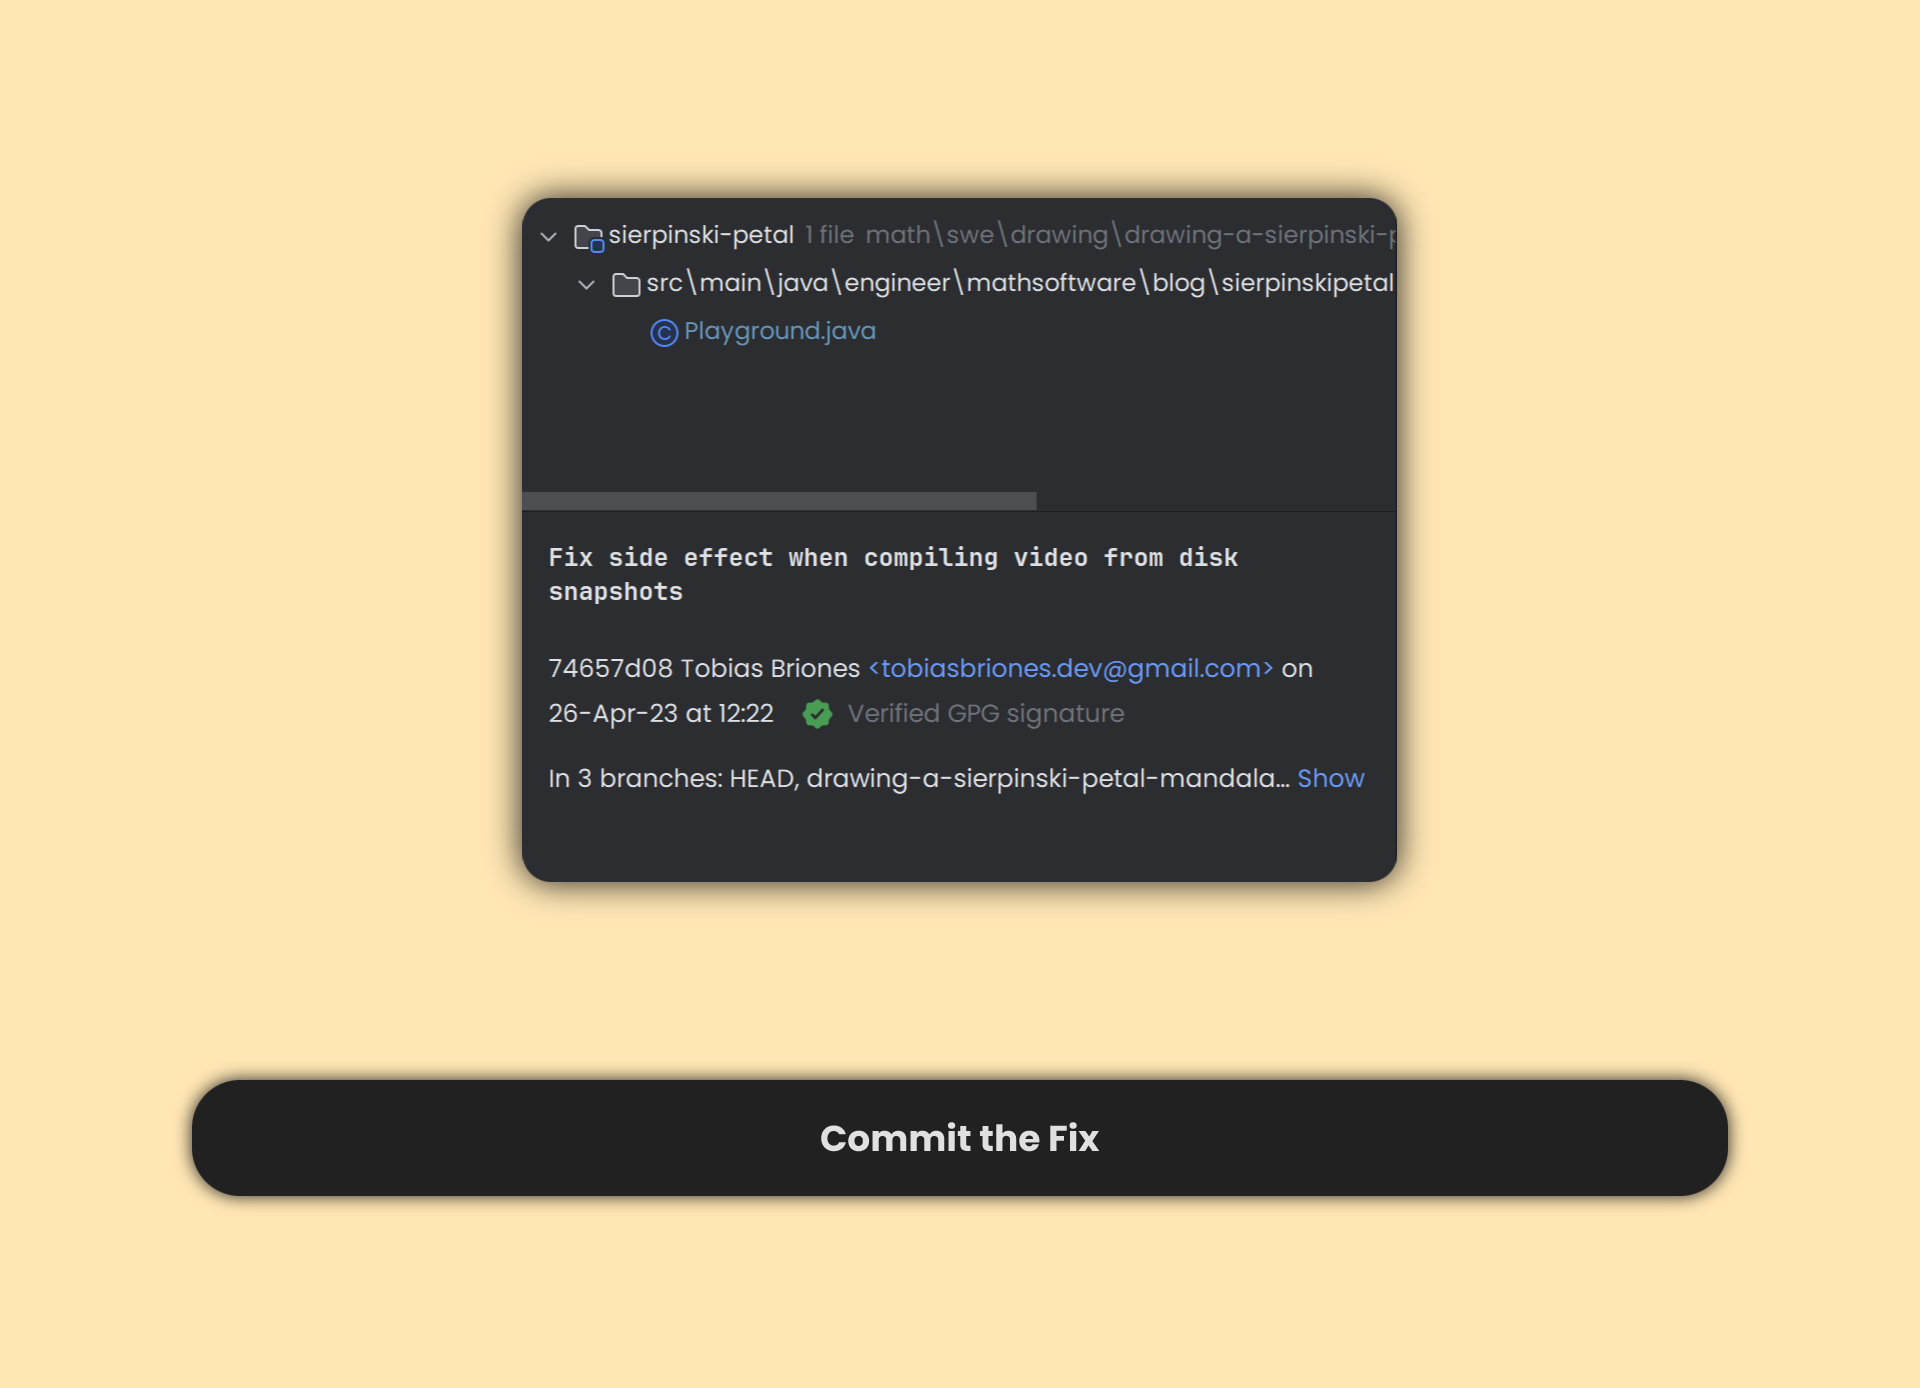 sierpinski-petal 1 file math\swe\drawing\drawing-a-sierpinski-p
src\main\java\engineer\mathsoftware\blog\sierpinskipetal
C Playground.java
Fix side effect when compiling video from disk
snapshots
74657d08 Tobias Briones <tobiasbriones.dev@gmail.com> on
26-Apr-23 at 12:22 Verified GPG signature
In 3 branches: HEAD, drawing-a-sierpinski-petal-mandala... Show
Commit the Fix